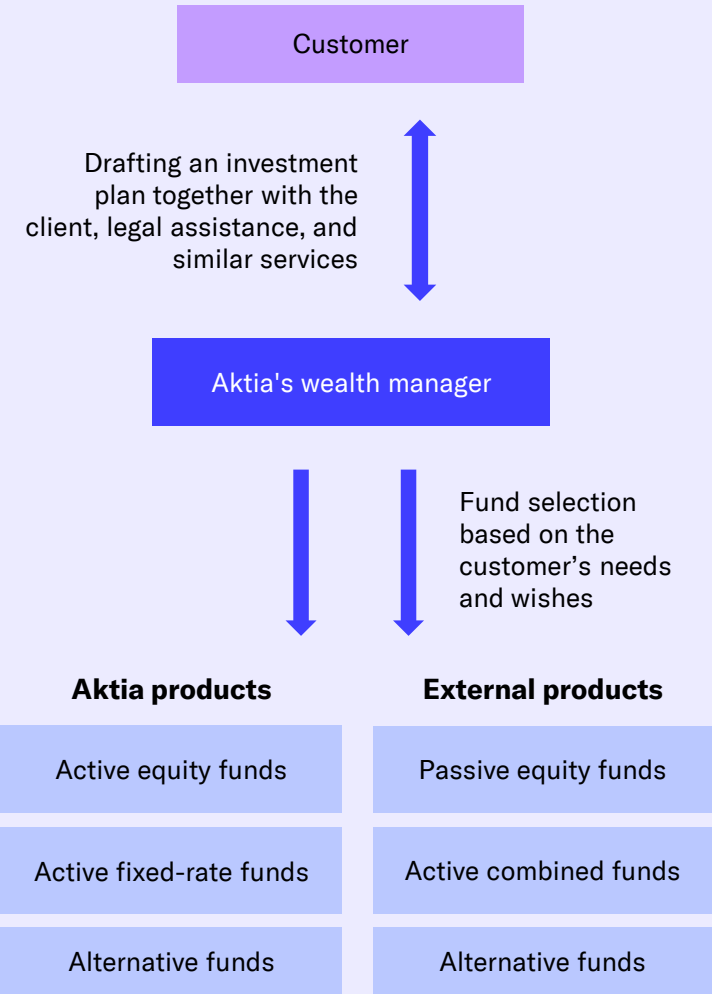 Customer
Drafting an investment
plan together with the
client, legal assistance, and
similar services
Aktia's wealth manager
Fund selection
based on the
customer’s needs
and wishes
Aktia products
External products
Active equity funds
Passive equity funds
Active fixed-rate funds
Active combined funds
Alternative funds
Alternative funds